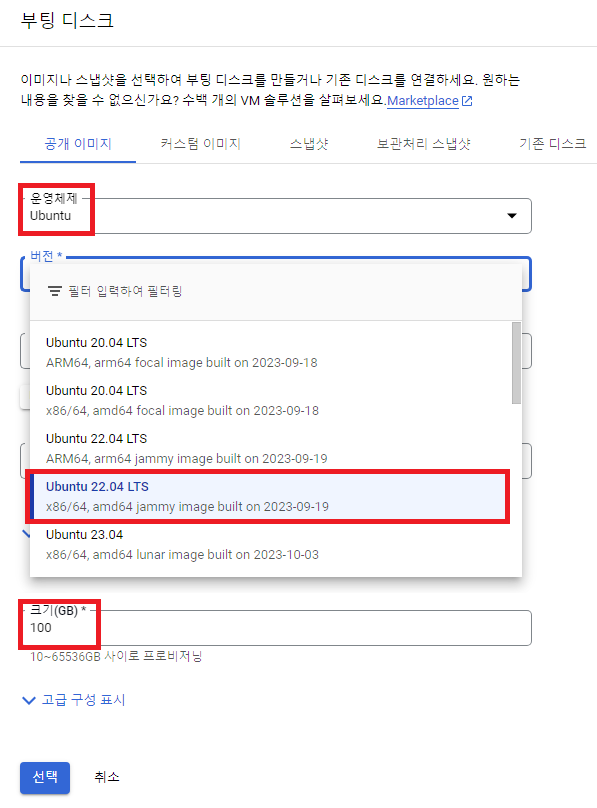 부팅 디스크
이미지나 스냅샷을 선택하여 부팅 디스크를 만들거나 기존 디스크를 연결하세요. 원하는
내용을 찾을 수 없으신가요? 수백 개의 VM 솔루션을 살펴보세요.Marketplace
공개 이미지 커스텀 이미지 스냅샷 보관처리 스냅샷 기존 디스크
운영체제
Ubuntu
버전 *
필터 입력하여 필터링
Ubuntu 20.04 LTS
ARM64, arm64 focal image built on 2023-09-18
Ubuntu 20.04 LTS
x86/64, amd64 focal image built on 2023-09-18
Ubuntu 22.04 LTS
ARM64, arm64 jammy image built on 2023-09-19
Ubuntu 22.04 LTS
x86/64, amd64 jammy image built on 2023-09-19
Ubuntu 23.04
x86/64, amd64 lunar image built on 2023-10-03
크기(GB) *
100
10~65536GB 사이로 프로비저닝
고급 구성 표시
선택 취소